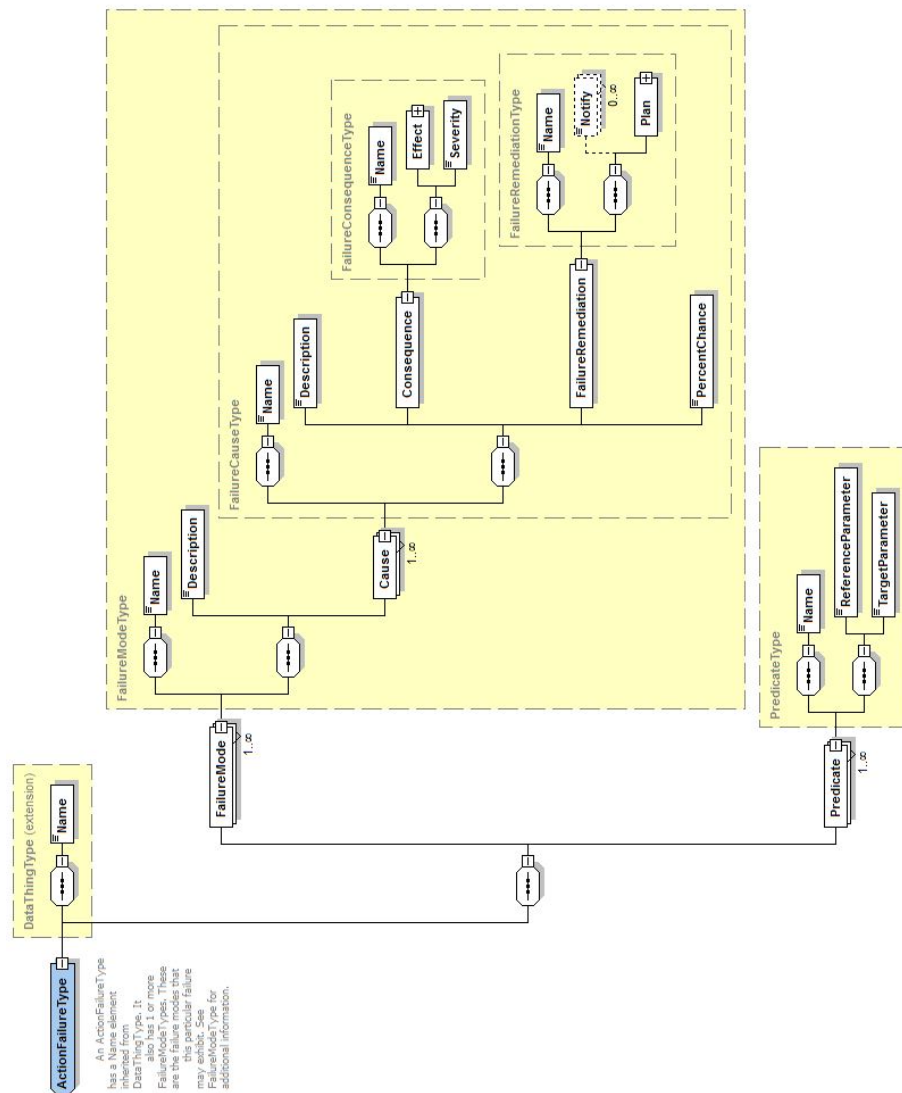 DataThingType (extension)
Name
ActionFailureType
An ActionFailureType
has a Name element
inherited from
DataThingType. It
also has 1 or more
FailureModeTypes. These
are the failure modes that
this particular failure
may exhibit. See
FailureModeType for
additional information.
FailureModeType
Name
Description
FailureMode
1..∞
Cause
1..∞
FailureCauseType
Name
Description
FailureConsequenceType
Name
Consequence
Effect
Severity
FailureRemediationType
Name
FailureRemediation
Notify
0..∞
Plan
PercentChance
PredicateType
Name
Predicate
1..∞
ReferenceParameter
TargetParameter